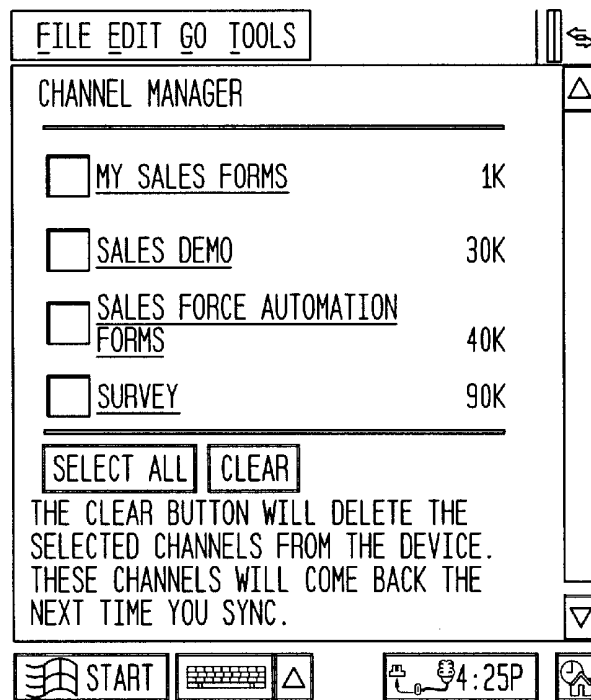 FILE EDIT GO TOOLS
CHANNEL MANAGER
MY SALES FORMS 1K
SALES DEMO 30K
SALES FORCE AUTOMATION
FORMS 40K
SURVEY 90K
SELECT ALL CLEAR
THE CLEAR BUTTON WILL DELETE THE
SELECTED CHANNELS FROM THE DEVICE.
THESE CHANNELS WILL COME BACK THE
NEXT TIME YOU SYNC.
START 4:25P